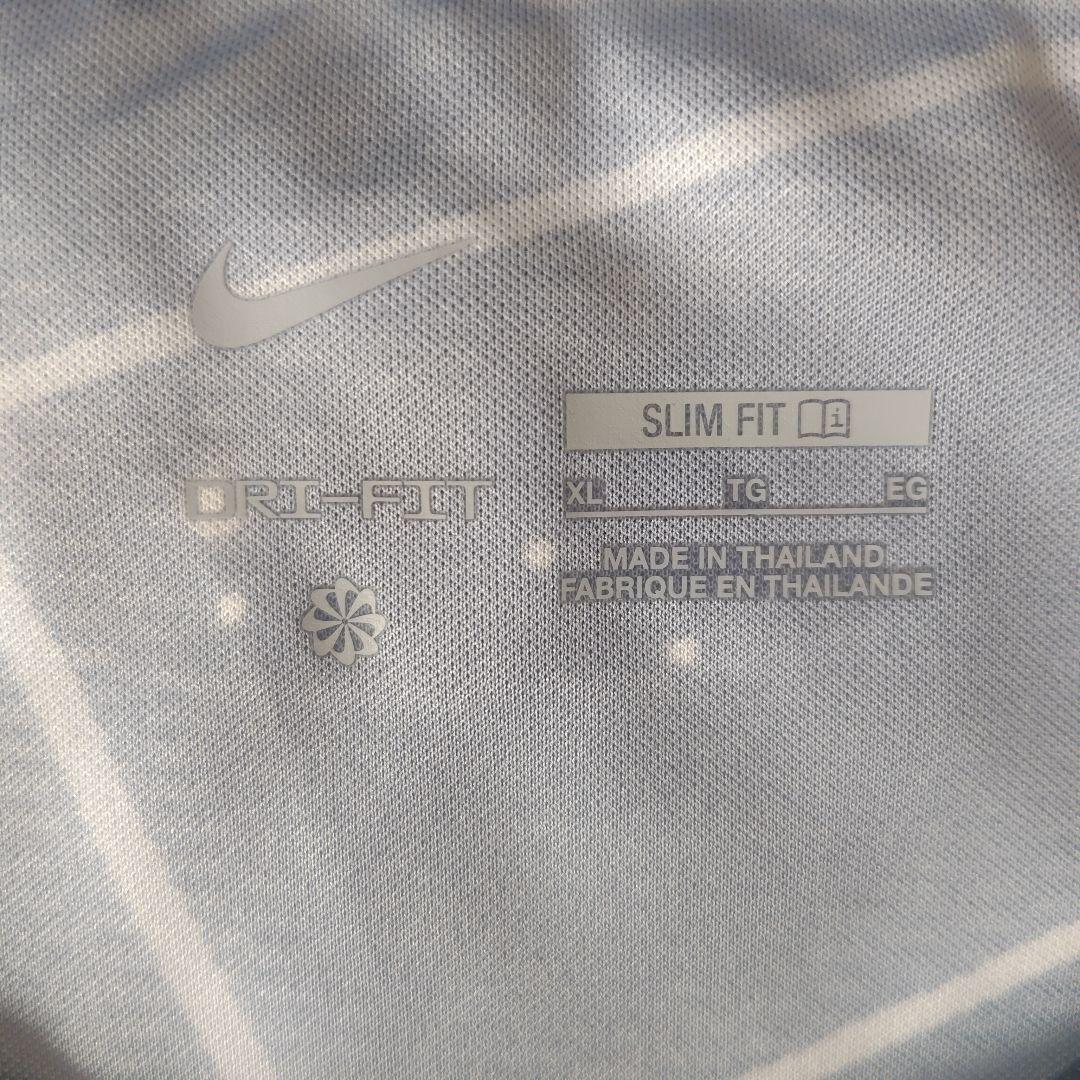 SLIM FIT
DRI-FIT
XL TG EG
MADE IN THAILAND
FABRIQUE EN THAILANDE